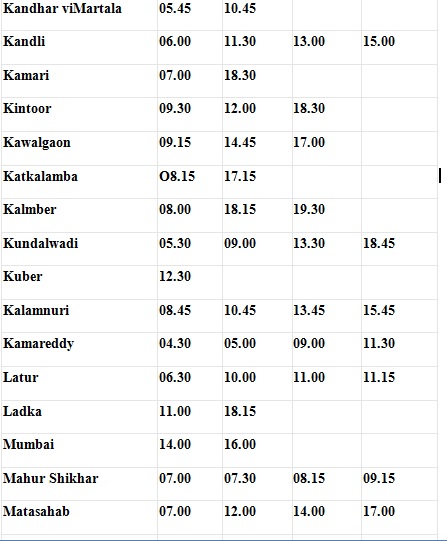 Kandhar viMartala 05.45 10.45
Kandli 06.00 11.30 13.00 15.00
Kamari 07.00 18.30
Kintoor 09.30 12.00 18.30
Kawalgaon 09.15 14.45 17.00
Katkalamba O8.15 17.15
Kalmber 08.00 18.15 19.30
Kundalwadi 05.30 09.00 13.30 18.45
Kuber 12.30
Kalamnuri 08.45 10.45 13.45 15.45
Kamareddy 04.30 05.00 09.00 11.30
Latur 06.30 10.00 11.00 11.15
Ladka 11.00 18.15
Mumbai 14.00 16.00
Mahur Shikhar 07.00 07.30 08.15 09.15
Matasahab 07.00 12.00 14.00 17.00